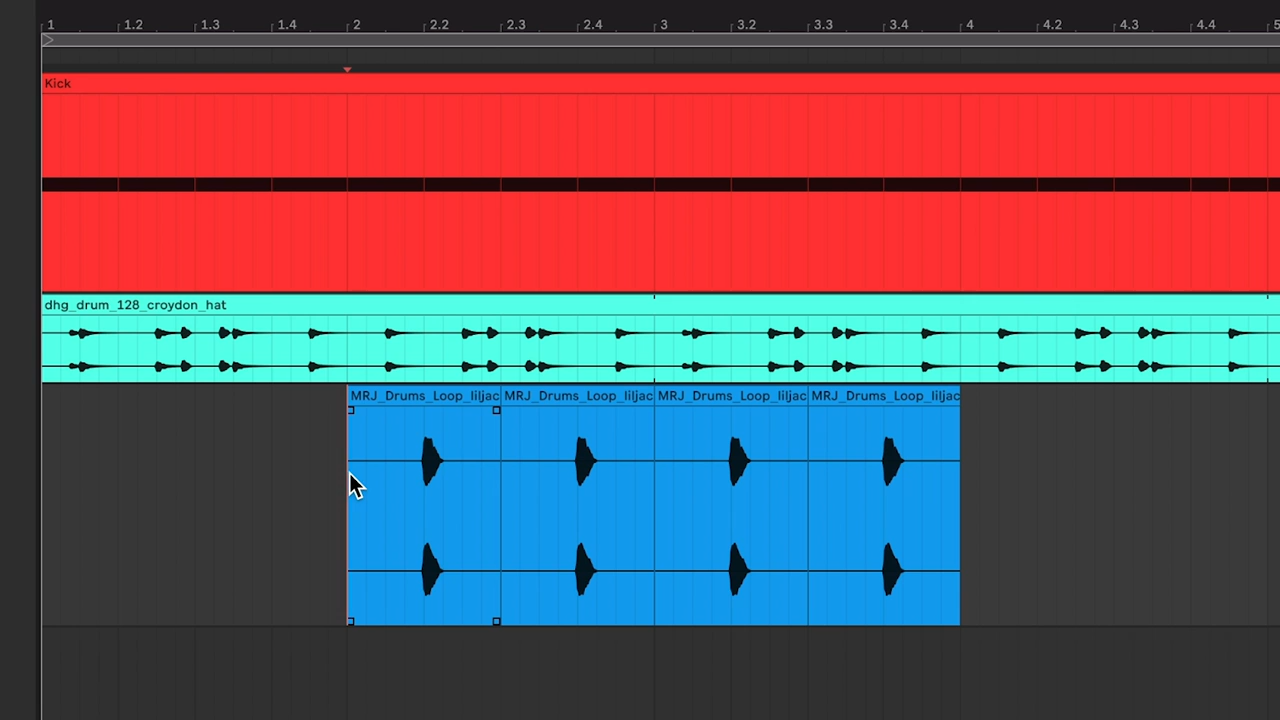 1 1.2 1.3 1.4 2 2.2 2.3 2.4 3 3.2 3.3 3.4 4 4.2 4.3 4.4 5
Kick
dhg_drum_128_croydon_hat
MRJ_Drums_Loop_liljac MRJ_Drums_Loop_liljac MRJ_Drums_Loop_liljac MRJ_Drums_Loop_liljac